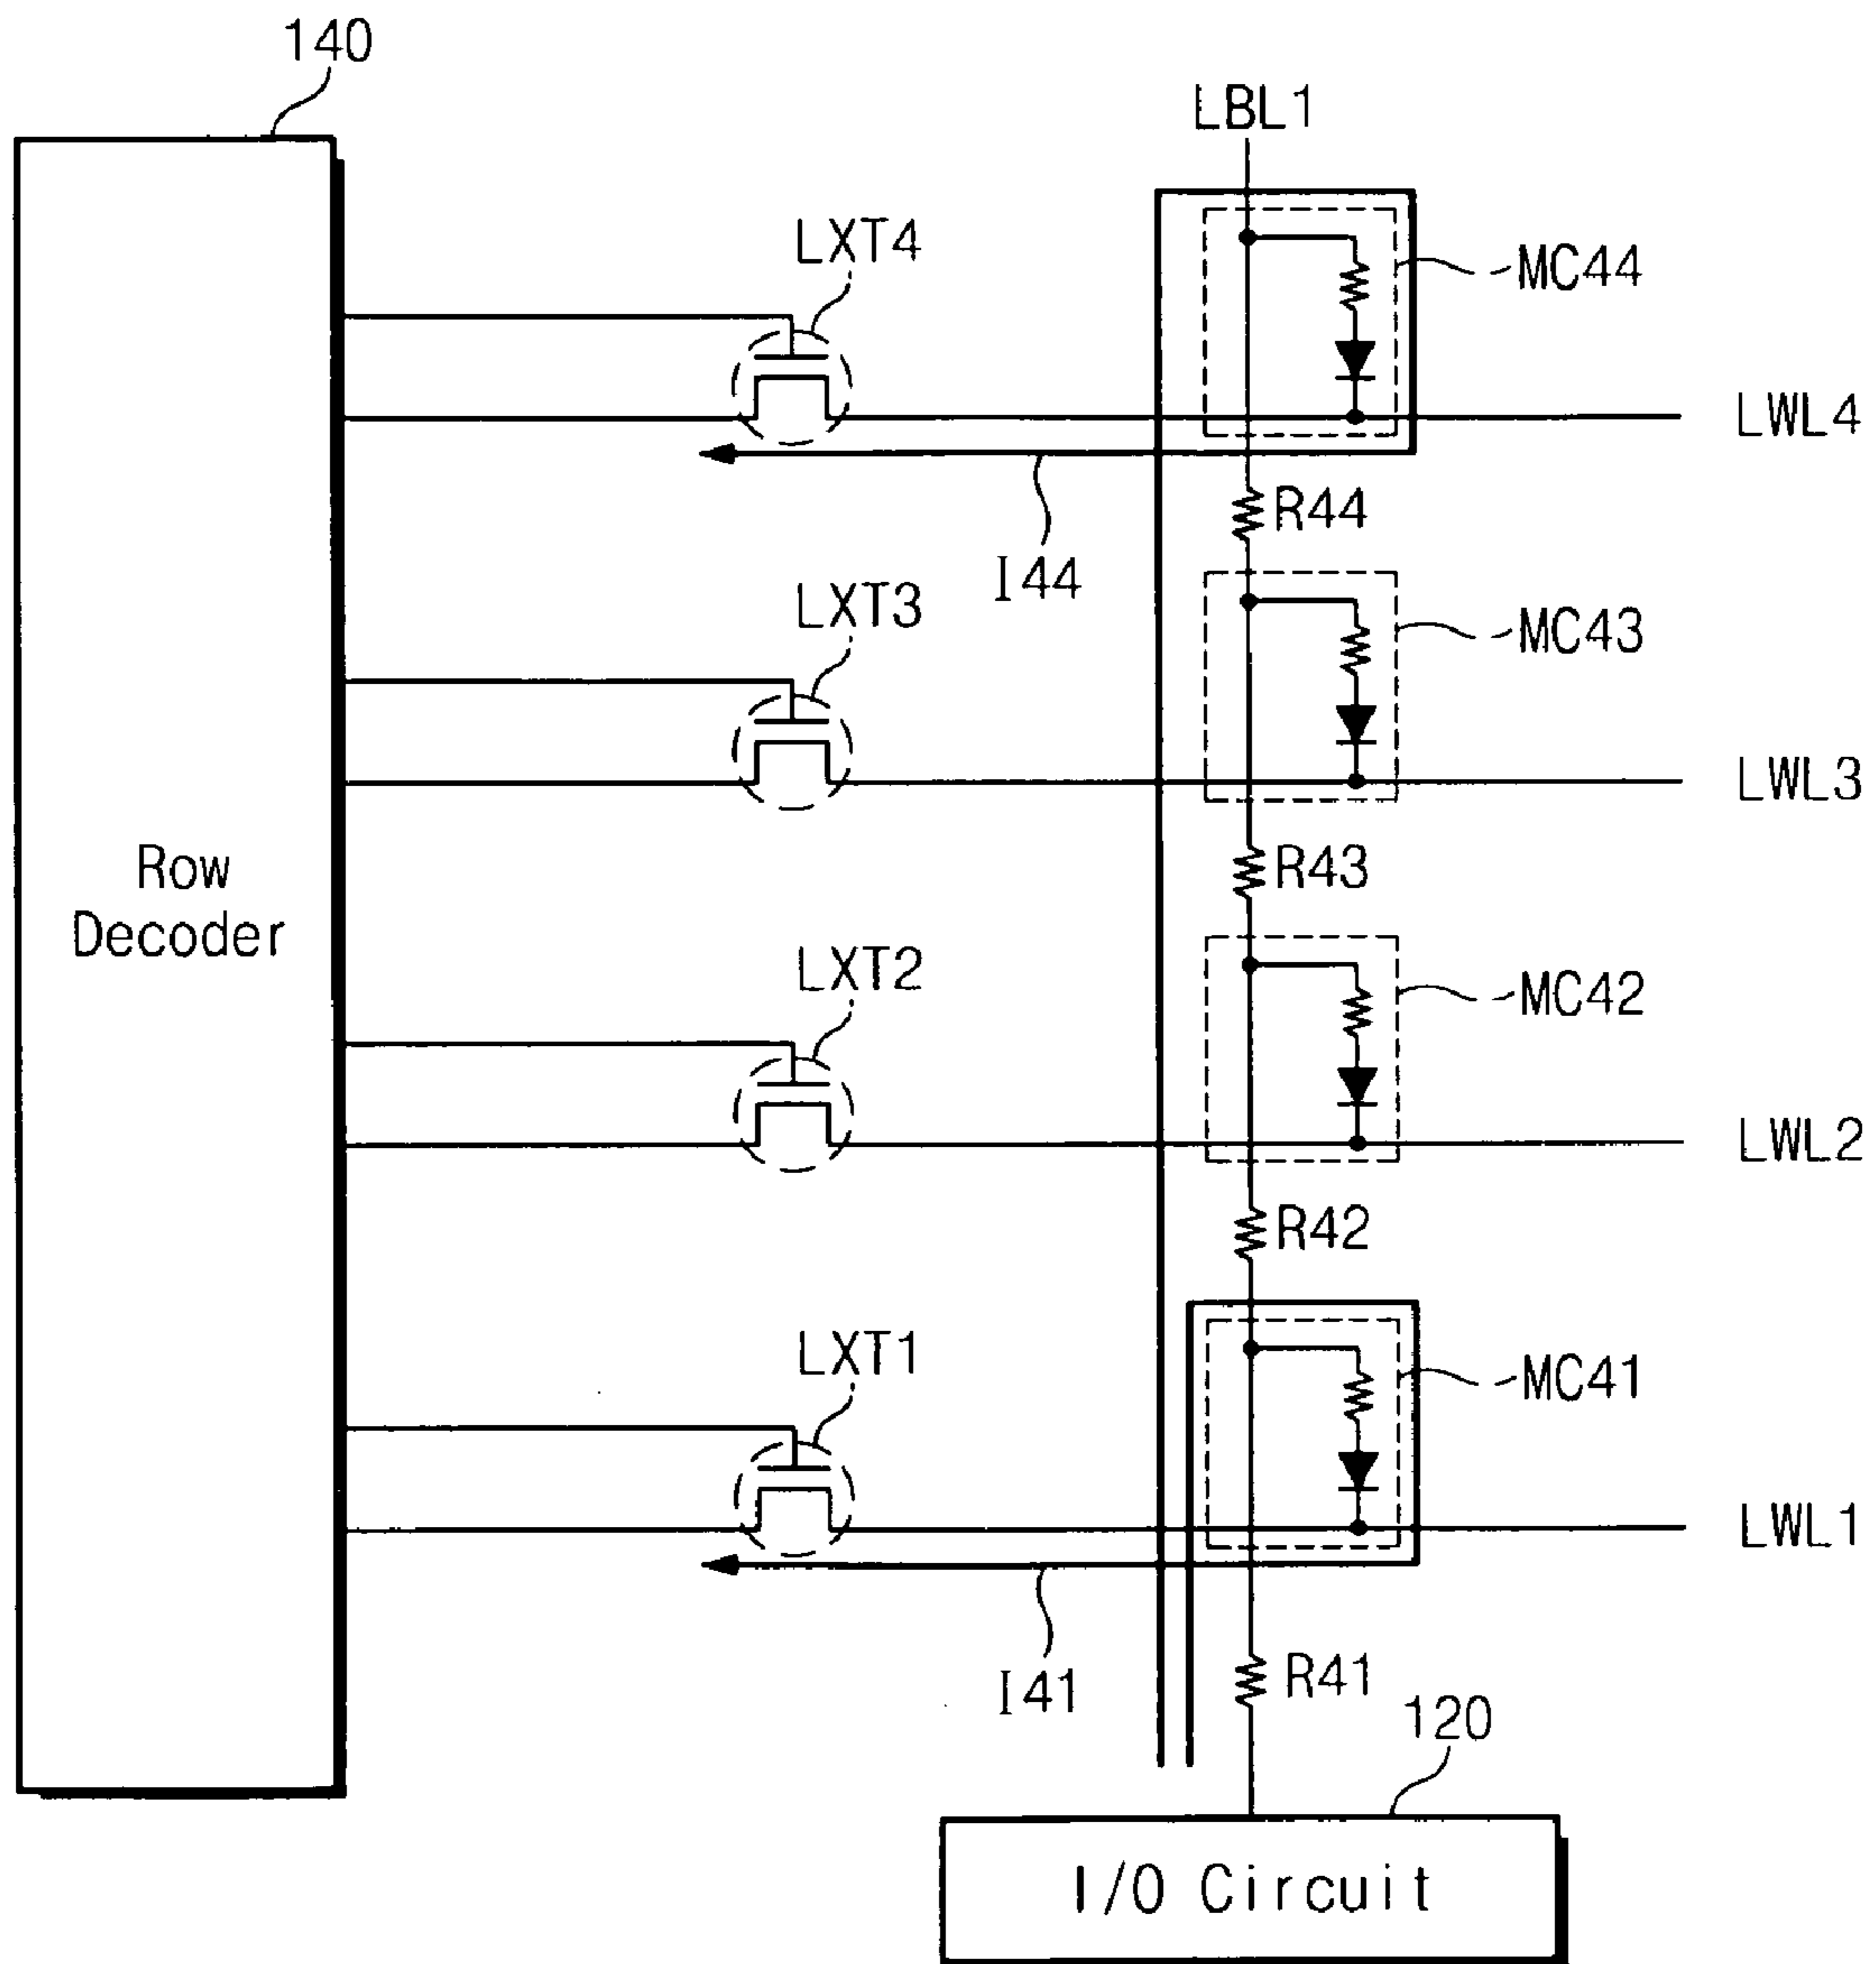 140
LBL1
LXT4
MC44
LWL4
R44
I44
LXT3
MC43
LWL3
Row
Decoder
R43
LXT2
MC42
LWL2
R42
LXT1
MC41
LWL1
I41
R41
120
I/O Circuit